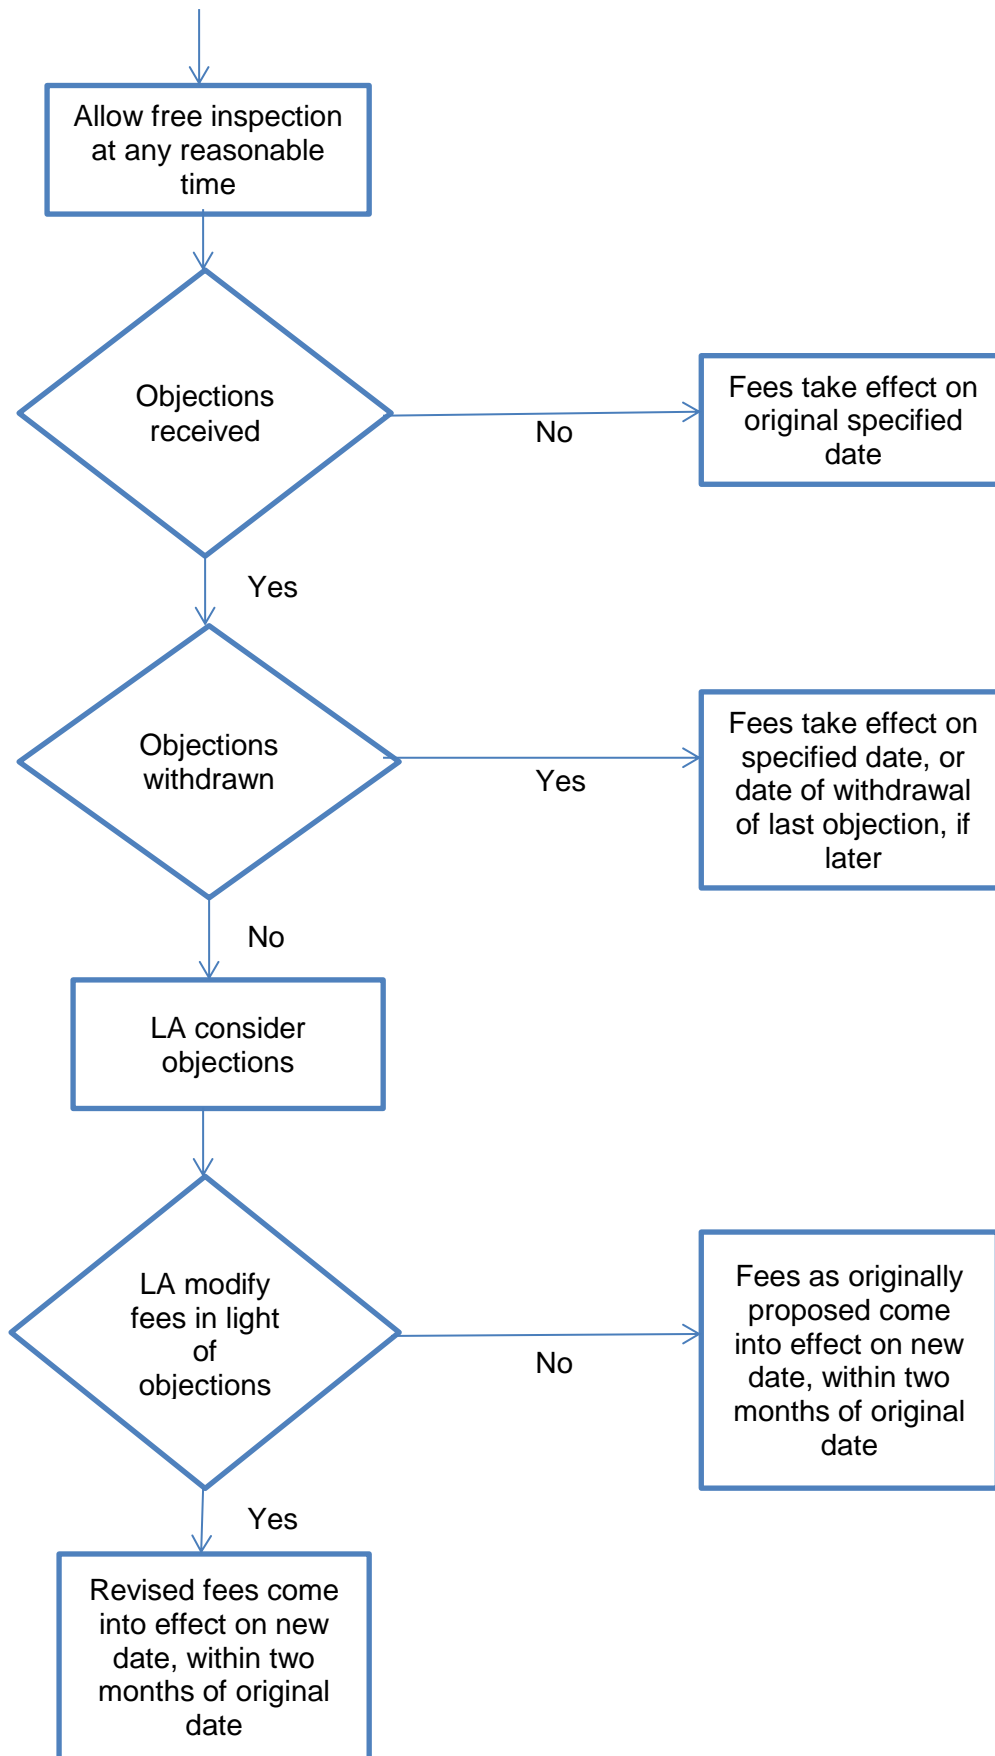 Allow free inspection
at any reasonable
time
Objections
received
No
Fees take effect on
original specified
date
Yes
Objections
withdrawn
Yes
Fees take effect on
specified date, or
date of withdrawal
of last objection, if
later
No
LA consider
objections
LA modify
fees in light
of
objections
No
Fees as originally
proposed come
into effect on new
date, within two
months of original
date
Yes
Revised fees come
into effect on new
date, within two
months of original
date